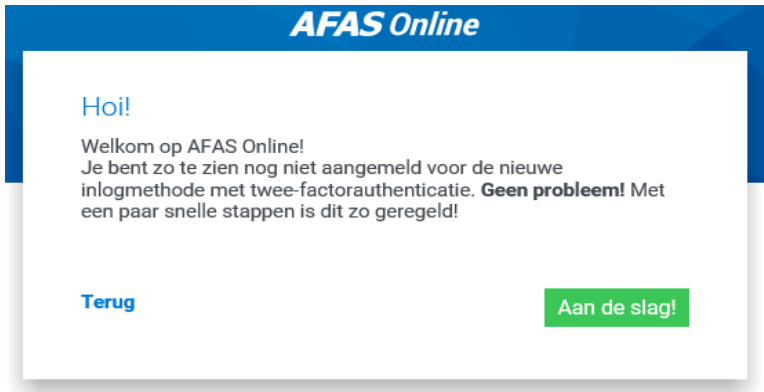 AFAS Online
Hoi!
Welkom op AFAS Online!
Je bent zo te zien nog niet aangemeld voor de nieuwe
inlogmethode met twee-factorauthenticatie. Geen probleem! Met
een paar snelle stappen is dit zo geregeld!
Terug
Aan de slag!